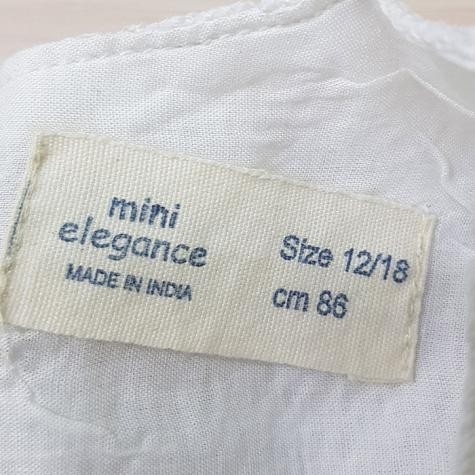 mini
elegance
MADE IN INDIA
Size 12/18
cm 86